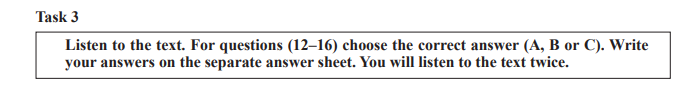 Task 3
Listen to the text. For questions (12–16) choose the correct answer (A, B or C). Write
your answers on the separate answer sheet. You will listen to the text twice.